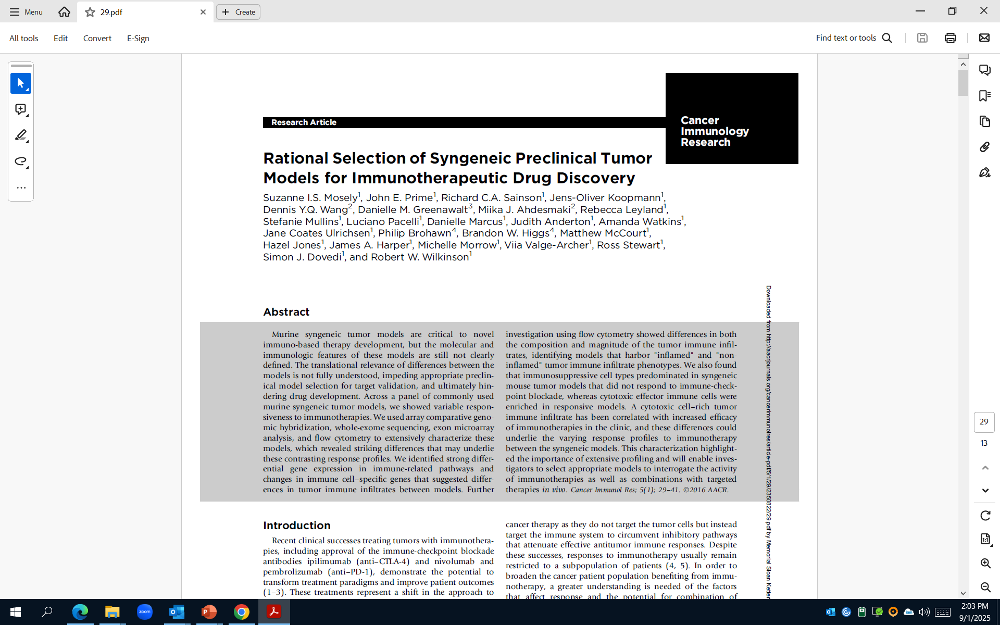 Menu
29.pdf
Create
All tools
Edit
Convert
E-Sign
Find text or tools
Research Article
Cancer
Immunology
Research
Rational Selection of Syngeneic Preclinical Tumor
Models for Immunotherapeutic Drug Discovery
Suzanne I.S. Mosely1, John E. Prime1, Richard C.A. Sainson1, Jens-Oliver Koopmann1,
Dennis Y.Q. Wang2, Danielle M. Greenawalt3, Miika J. Ahdesmaki2, Rebecca Leyland1,
Stefanie Mullins1, Luciano Pacelli1, Danielle Marcus1, Judith Anderton1, Amanda Watkins1,
Jane Coates Ulrichsen1, Philip Brohawn4, Brandon W. Higgs4, Matthew McCourt1,
Hazel Jones1, James A. Harper1, Michelle Morrow1, Viia Valge-Archer1, Ross Stewart1,
Simon J. Dovedi1, and Robert W. Wilkinson1
Abstract
Murine syngeneic tumor models are critical to novel
immuno-based therapy development, but the molecular and
immunologic features of these models are still not clearly
defined. The translational relevance of differences between the
models is not fully understood, impeding appropriate preclin-
ical model selection for target validation, and ultimately hin-
dering drug development. Across a panel of commonly used
murine syngeneic tumor models, we showed variable respon-
siveness to immunotherapies. We used array comparative geno-
mic hybridization, whole-exome sequencing, exon microarray
analysis, and flow cytometry to extensively characterize these
models, which revealed striking differences that may underlie
these contrasting response profiles. We identified strong differ-
ential gene expression in immune-related pathways and
changes in immune cell–specific genes that suggested differ-
ences in tumor immune infiltrates between models. Further
investigation using flow cytometry showed differences in both
the composition and magnitude of the tumor immune infil-
trates, identifying models that harbor "inflamed" and "non-
inflamed" tumor immune infiltrate phenotypes. We also found
that immunosuppressive cell types predominated in syngeneic
mouse tumor models that did not respond to immune-check-
point blockade, whereas cytotoxic effector immune cells were
enriched in responsive models. A cytotoxic cell–rich tumor
immune infiltrate has been correlated with increased efficacy
of immunotherapies in the clinic, and these differences could
underlie the varying response profiles to immunotherapy
between the syngeneic models. This characterization highlight-
ed the importance of extensive profiling and will enable inves-
tigators to select appropriate models to interrogate the activity
of immunotherapies as well as combinations with targeted
therapies in vivo. Cancer Immunol Res; 5(1); 29–41. ©2016 AACR.
Introduction
Recent clinical successes treating tumors with immunothera-
pies, including approval of the immune-checkpoint blockade
antibodies ipilimumab (anti–CTLA-4) and nivolumab and
pembrolizumab (anti–PD-1), demonstrate the potential to
transform treatment paradigms and improve patient outcomes
(1–3). These treatments represent a shift in the approach to
cancer therapy as they do not target the tumor cells but instead
target the immune system to circumvent inhibitory pathways
that attenuate effective antitumor immune responses. Despite
these successes, responses to immunotherapy usually remain
restricted to a subpopulation of patients (4, 5). In order to
broaden the cancer patient population benefiting from immu-
notherapy, a greater understanding is needed of the factors
that affect response and the potential for combination of
Downloaded from http://aacrjournals.org/cancerimmunolres/article-pdf/5/1/29/2350822/29.pdf by Memorial Sloan Ketter
29
13
1:1
zoom
iam
2:03 PM
9/1/2025